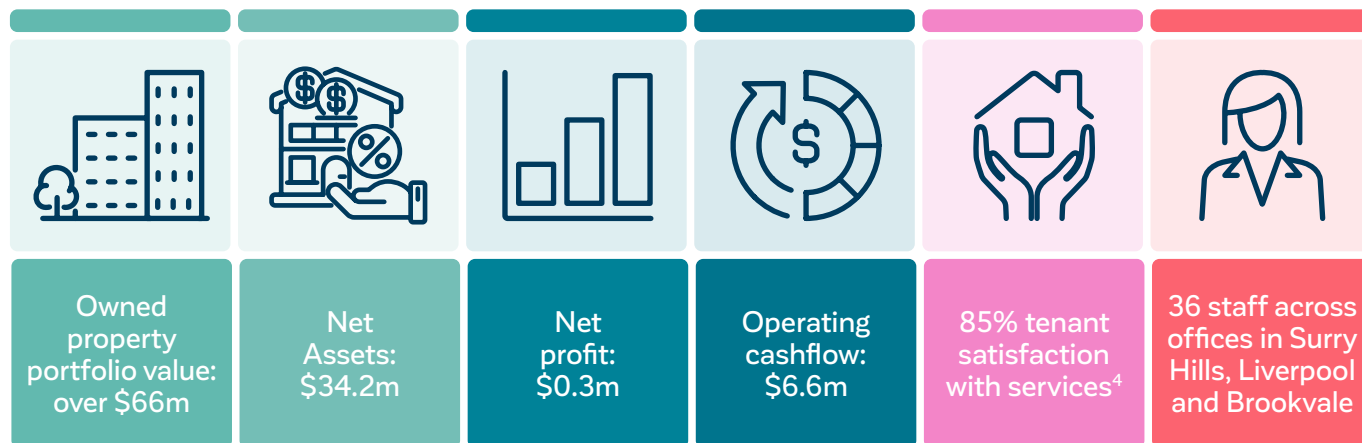 Owned
property
portfolio value:
over $66m
Net
Assets:
$34.2m
Net
profit:
$0.3m
Operating
cashflow:
$6.6m
85% tenant
satisfaction
with services⁴
36 staff across
offices in Surry
Hills, Liverpool
and Brookvale